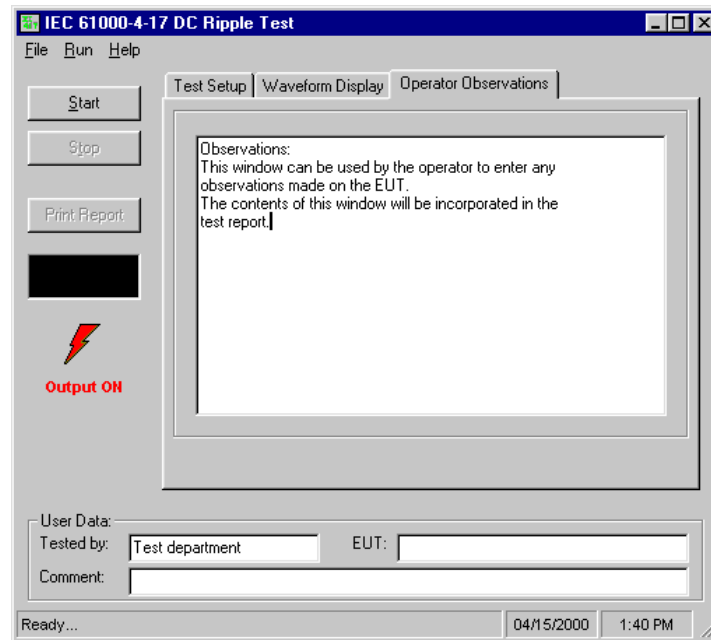 IEC 61000-4-17 DC Ripple Test
File Run Help
Start
Stop
Print Report
Output ON
Test Setup Waveform Display Operator Observations
Observations:
This window can be used by the operator to enter any
observations made on the EUT.
The contents of this window will be incorporated in the
test report.
User Data:
Tested by: Test department EUT:
Comment:
Ready... 04/15/2000 1:40 PM